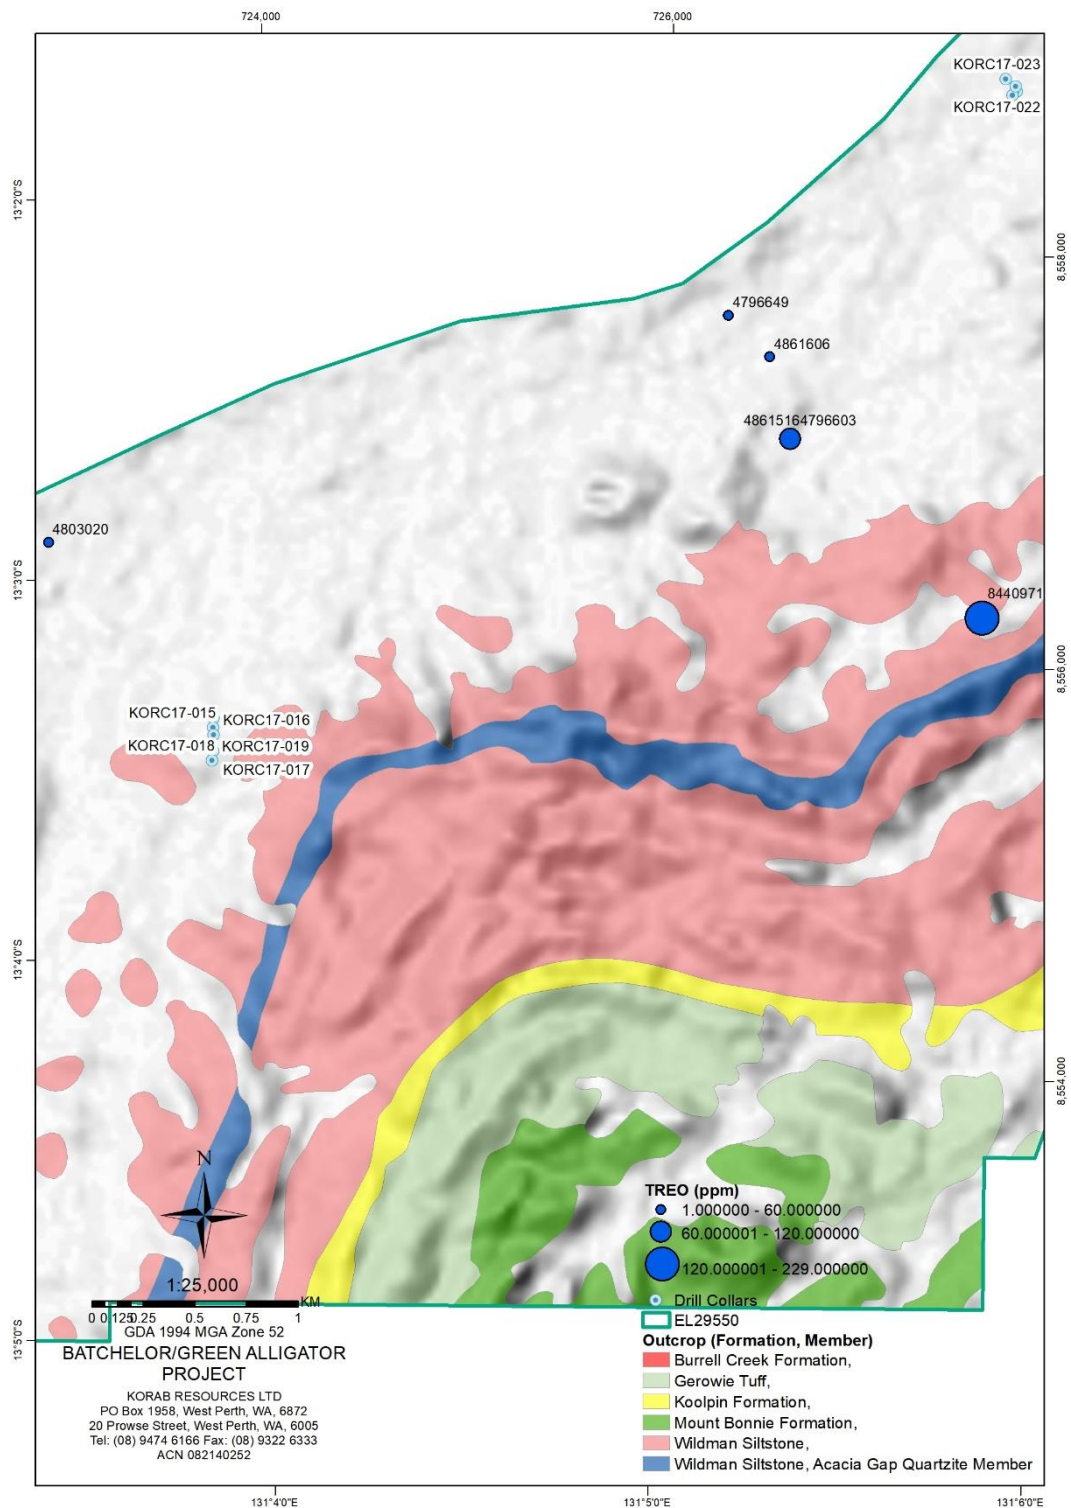 724,000
726,000
KORC17-023
KORC17-022
13°2'0"S
8,558,000
4796649
4861606
48615164796603
4803020
13°3'0"S
8440971
8,556,000
KORC17-015
KORC17-016
KORC17-018
KORC17-019
KORC17-017
13°4'0"S
8,554,000
N
TREO (ppm)
1.000000 - 60.000000
60.000001 - 120.000000
120.000001 - 229.000000
Drill Collars
EL29550
Outcrop (Formation, Member)
Burrell Creek Formation,
Gerowie Tuff,
Koolpin Formation,
Mount Bonnie Formation,
Wildman Siltstone,
Wildman Siltstone, Acacia Gap Quartzite Member
1:25,000
KM
0 0.125 0.25 0.5 0.75 1
GDA 1994 MGA Zone 52
13°5'0"S
BATCHELOR/GREEN ALLIGATOR
PROJECT
KORAB RESOURCES LTD
PO Box 1958, West Perth, WA, 6872
20 Prowse Street, West Perth, WA, 6005
Tel: (08) 9474 6166 Fax: (08) 9322 6333
ACN 082140252
131°4'0"E
131°5'0"E
131°6'0"E